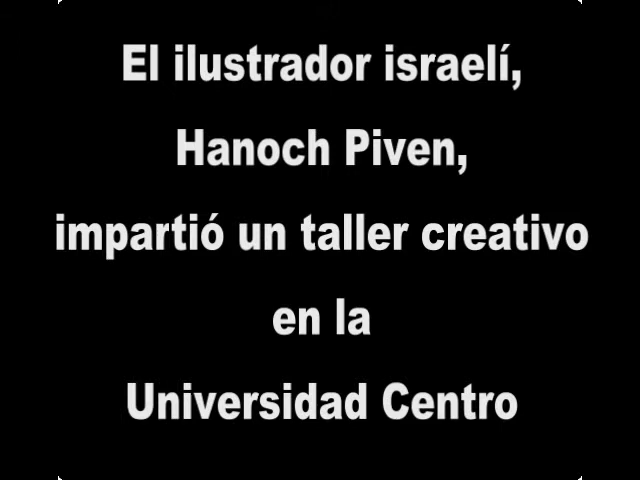 El ilustrador israelí,
Hanoch Piven,
impartió un taller creativo
en la
Universidad Centro